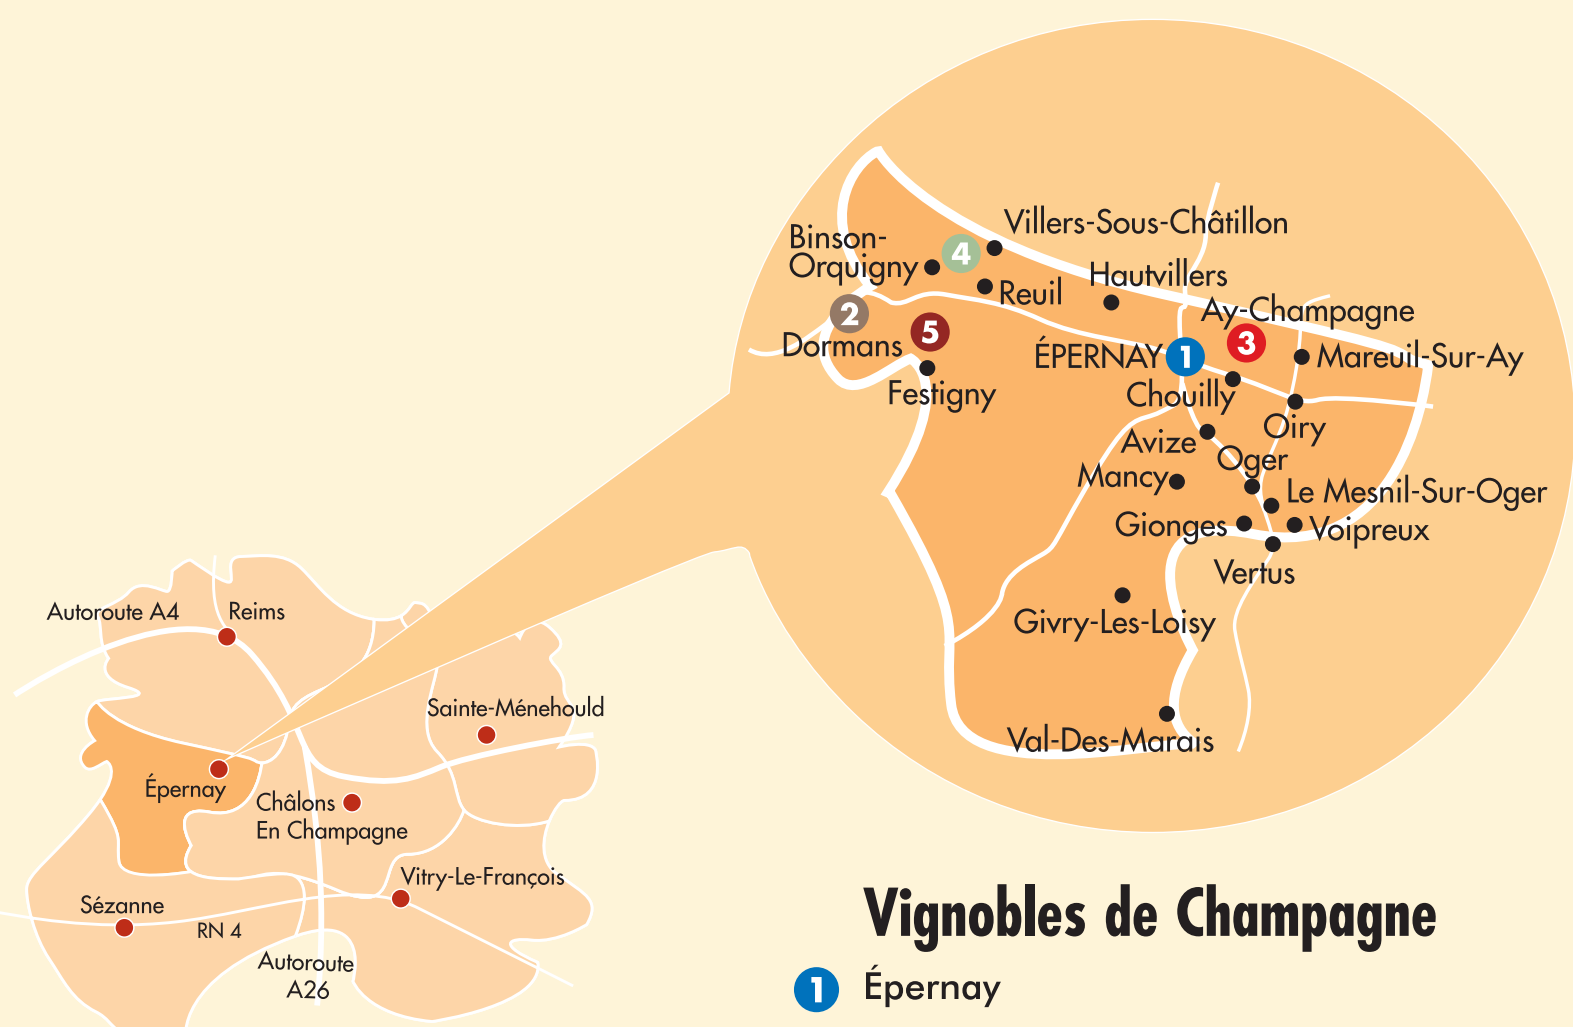 Villers-Sous-Châtillon
Binson-
Orquigny
4
Hautvillers
Reuil
2
Ay-Champagne
5
3
Dormans
ÉPERNAY
1
Mareuil-Sur-Ay
Festigny
Chouilly
Oiry
Avize
Oger
Mancy
Le Mesnil-Sur-Oger
Gionges
Voipreux
Vertus
Givry-Les-Loisy
Val-Des-Marais
Autoroute A4
Reims
Sainte-Ménehould
Épernay
Châlons
En Champagne
Vitry-Le-François
Sézanne
RN 4
Autoroute
A26
Vignobles de Champagne
1 Épernay